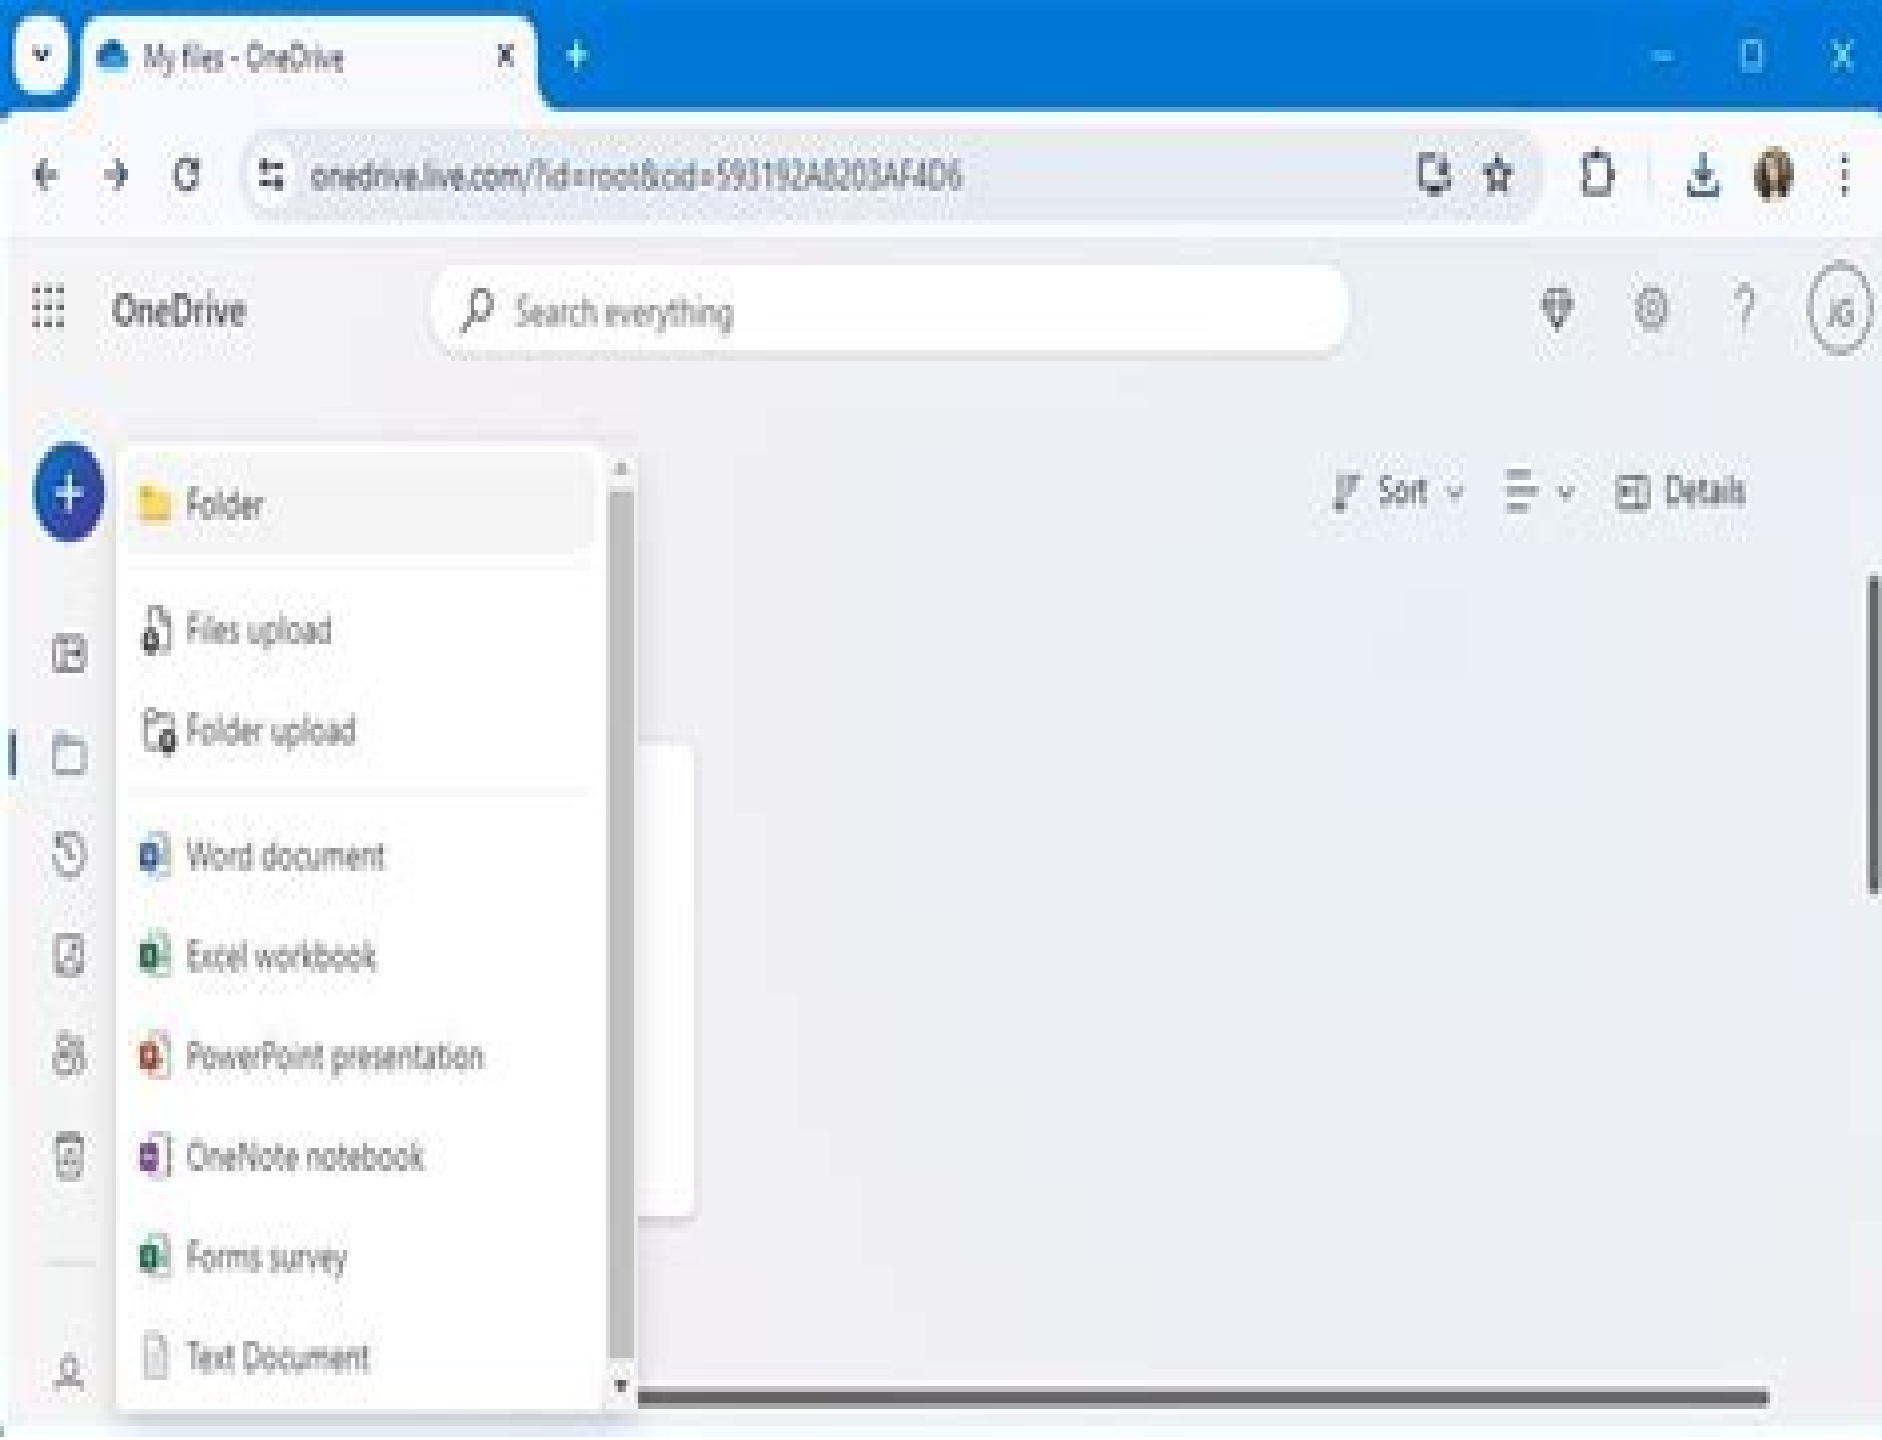 My files - OneDrive
onedrive.live.com/?id=root&cid=593192A8203AF4D6
OneDrive
Search everything
JG
Sort
Details
Folder
Files upload
Folder upload
Word document
Excel workbook
PowerPoint presentation
OneNote notebook
Forms survey
Text Document